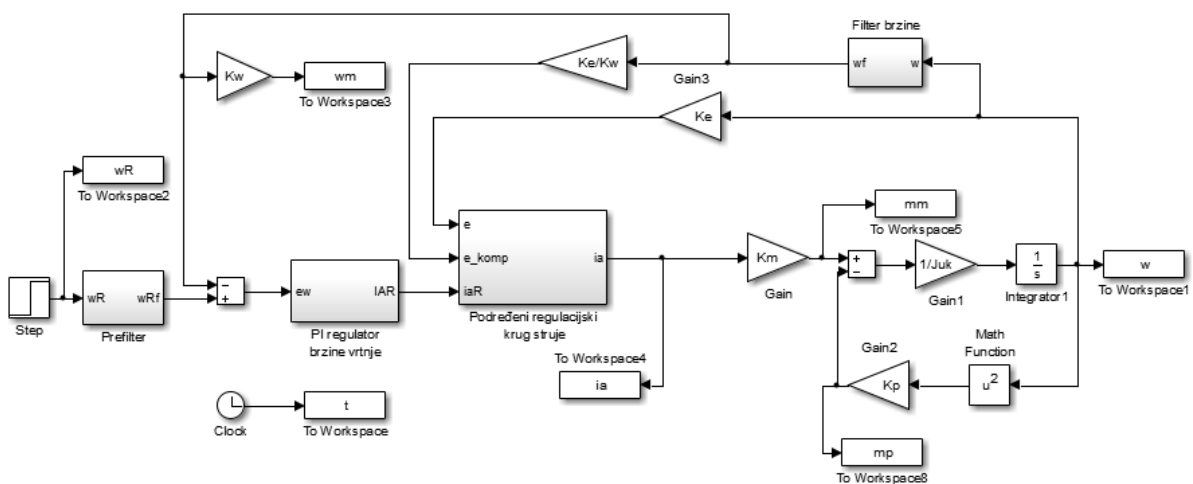 Filter brzine
wf
w
Ke/Kw
Gain3
Kw
wm
To Workspace3
Ke
wR
To Workspace2
e
e_komp
iaR
ia
Podređeni regulacijski
krug struje
mm
To Workspace5
Km
Gain
+
−
1/Juk
Gain1
1
s
Integrator1
w
To Workspace1
Step
wR
wRf
Prefilter
−
+
ew
IAR
PI regulator
brzine vrtnje
To Workspace4
ia
Gain2
Kp
Math
Function
u²
Clock
t
To Workspace
mp
To Workspace8